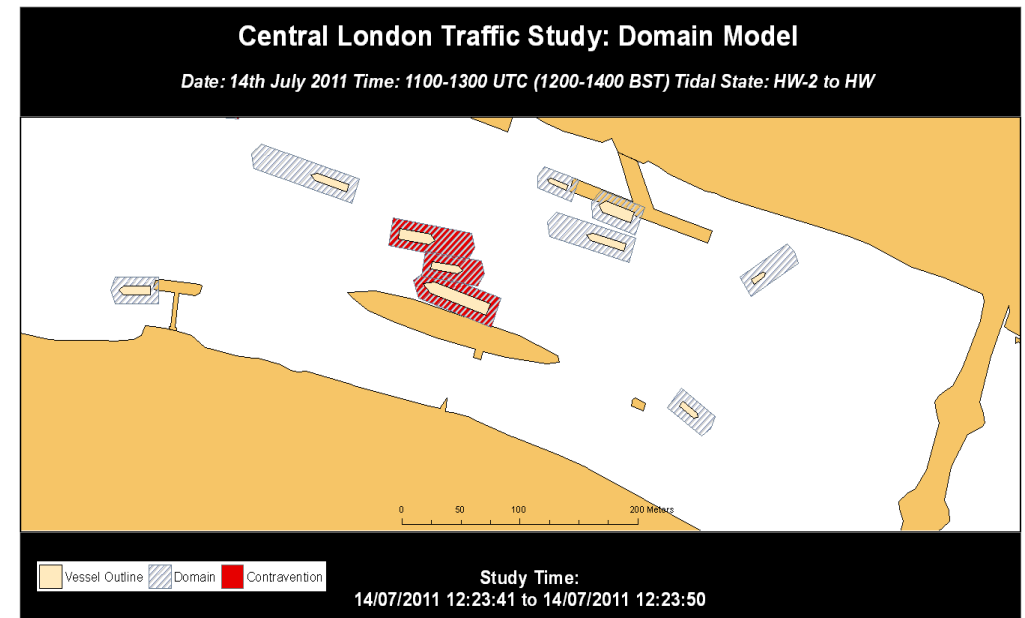 Central London Traffic Study: Domain Model
Date: 14th July 2011 Time: 1100-1300 UTC (1200-1400 BST) Tidal State: HW-2 to HW
0 50 100 200 Meters
Vessel Outline Domain Contravention
Study Time:
14/07/2011 12:23:41 to 14/07/2011 12:23:50